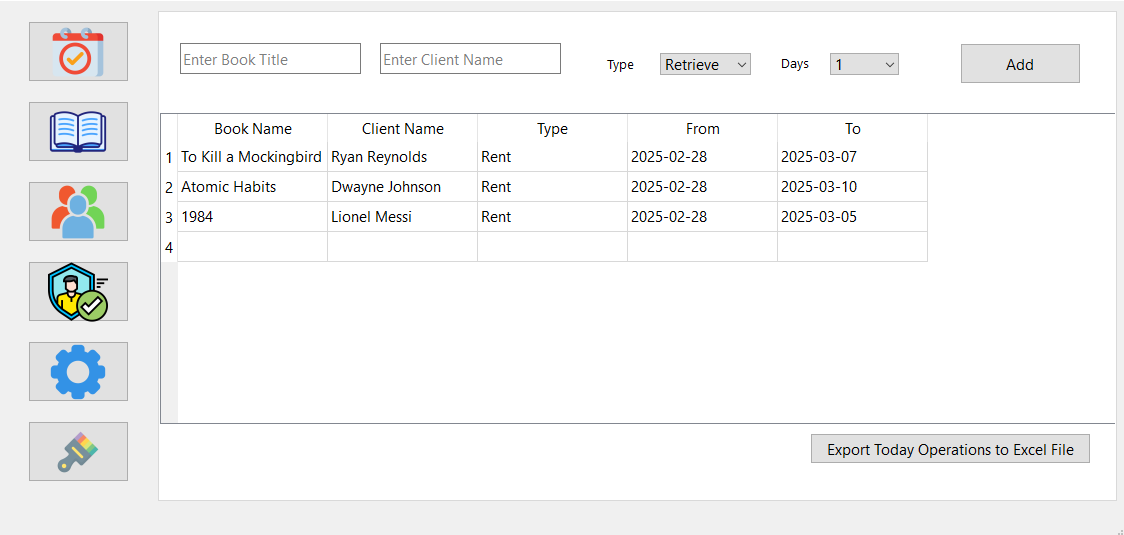 Enter Book Title Enter Client Name Type Retrieve Days 1 Add
Book Name Client Name Type From To
1 To Kill a Mockingbird Ryan Reynolds Rent 2025-02-28 2025-03-07
2 Atomic Habits Dwayne Johnson Rent 2025-02-28 2025-03-10
3 1984 Lionel Messi Rent 2025-02-28 2025-03-05
4
Export Today Operations to Excel File